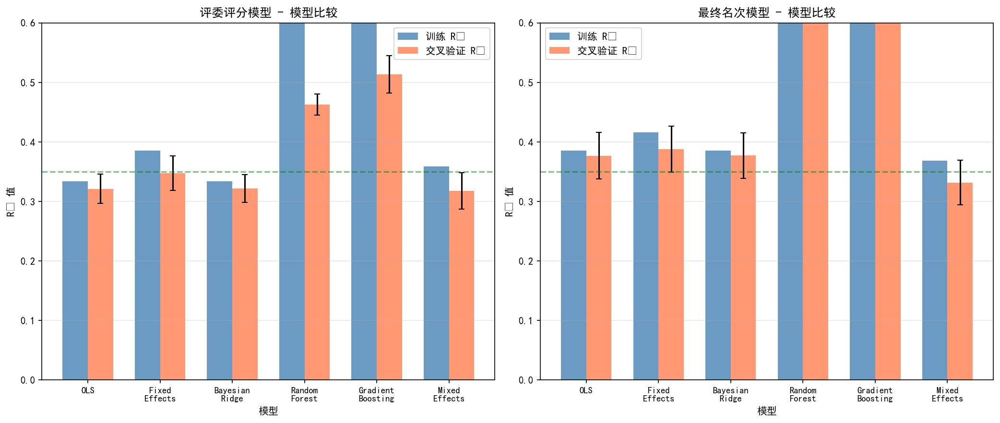 评委评分模型 - 模型比较
训练 R□
交叉验证 R□
R□ 值
0.6
0.5
0.4
0.3
0.2
0.1
0.0
OLS
Fixed
Effects
Bayesian
Ridge
Random
Forest
Gradient
Boosting
Mixed
Effects
模型
最终名次模型 - 模型比较
训练 R□
交叉验证 R□
R□ 值
0.6
0.5
0.4
0.3
0.2
0.1
0.0
OLS
Fixed
Effects
Bayesian
Ridge
Random
Forest
Gradient
Boosting
Mixed
Effects
模型